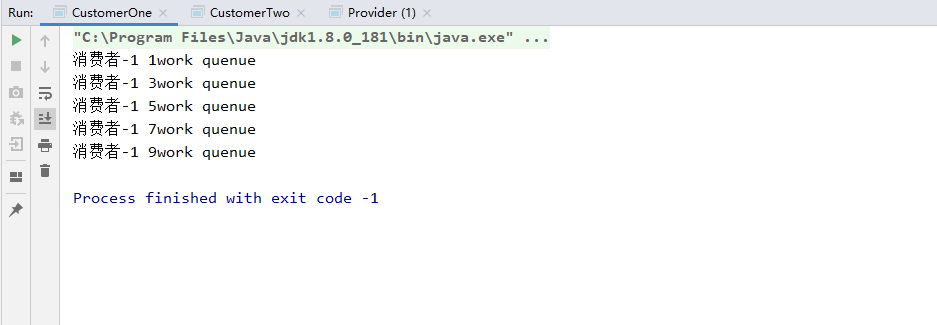 Run: CustomerOne CustomerTwo Provider (1)
"C:\Program Files\Java\jdk1.8.0_181\bin\java.exe" ...
消费者-1 1work quenue
消费者-1 3work quenue
消费者-1 5work quenue
消费者-1 7work quenue
消费者-1 9work quenue
Process finished with exit code -1